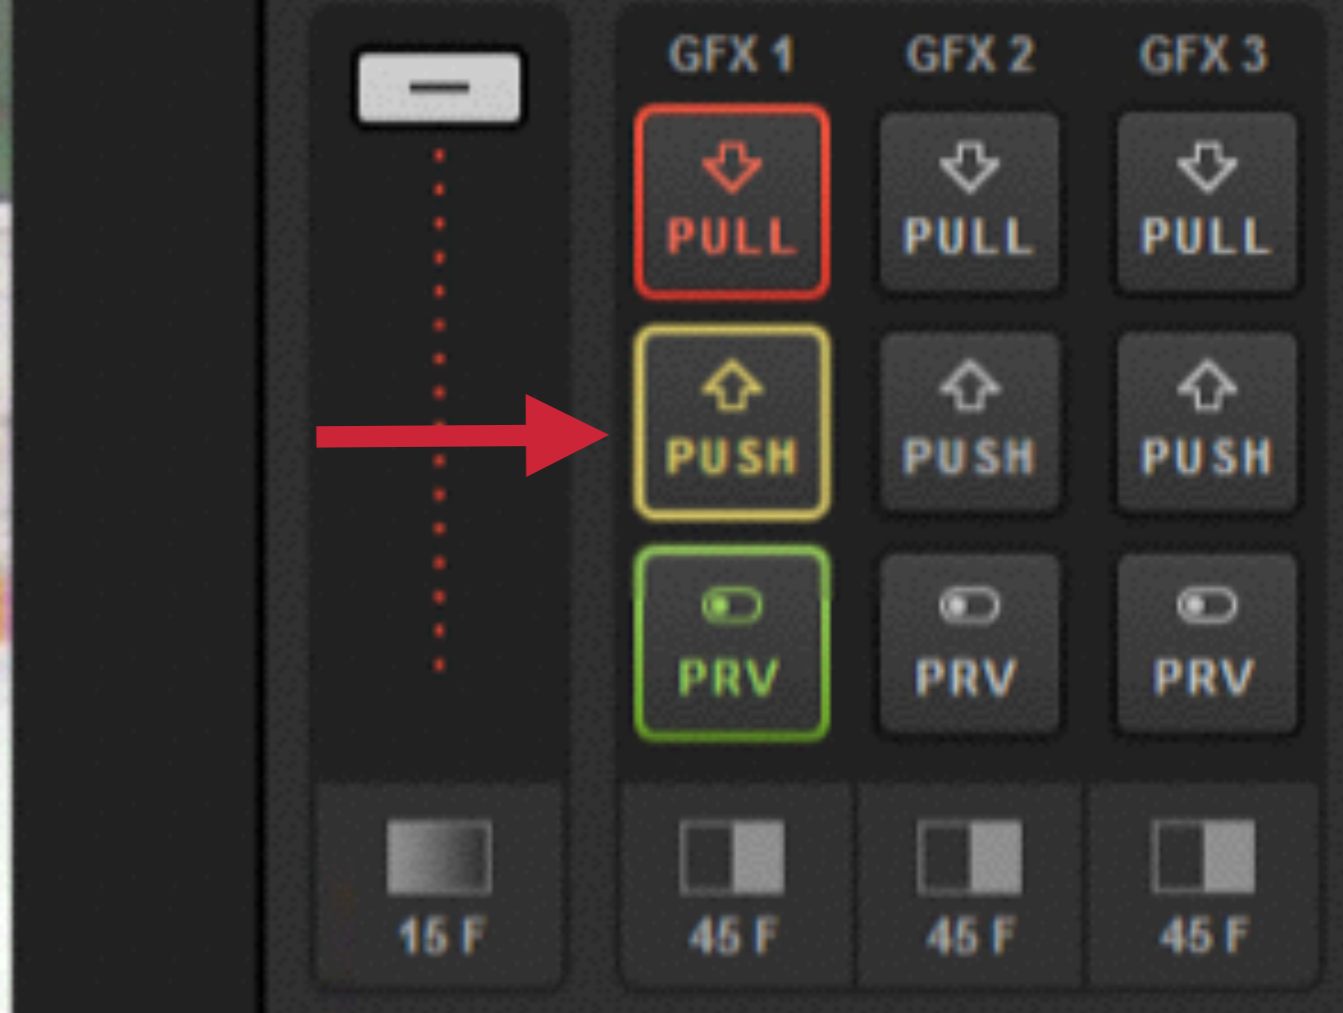 GFX 1 GFX 2 GFX 3
PULL PULL PULL
PUSH PUSH PUSH
PRV PRV PRV
15 F 45 F 45 F 45 F